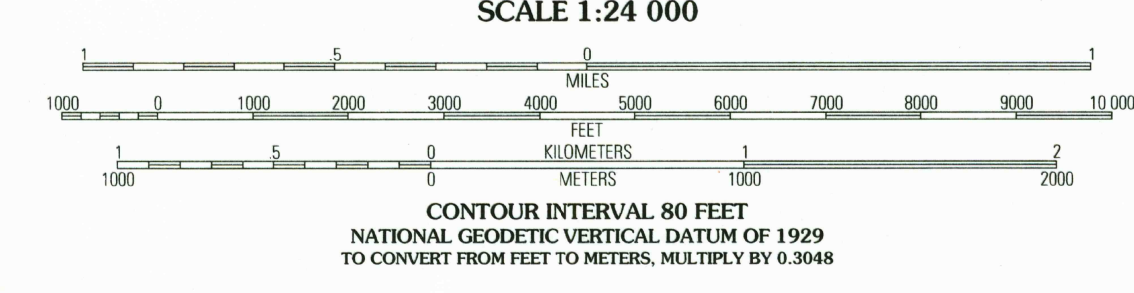 SCALE 1:24 000
1 .5 0 1
MILES
1000 0 1000 2000 3000 4000 5000 6000 7000 8000 9000 10 000
FEET
1 .5 0 KILOMETERS 1 2
1000 0 METERS 1000 2000
CONTOUR INTERVAL 80 FEET
NATIONAL GEODETIC VERTICAL DATUM OF 1929
TO CONVERT FROM FEET TO METERS, MULTIPLY BY 0.3048